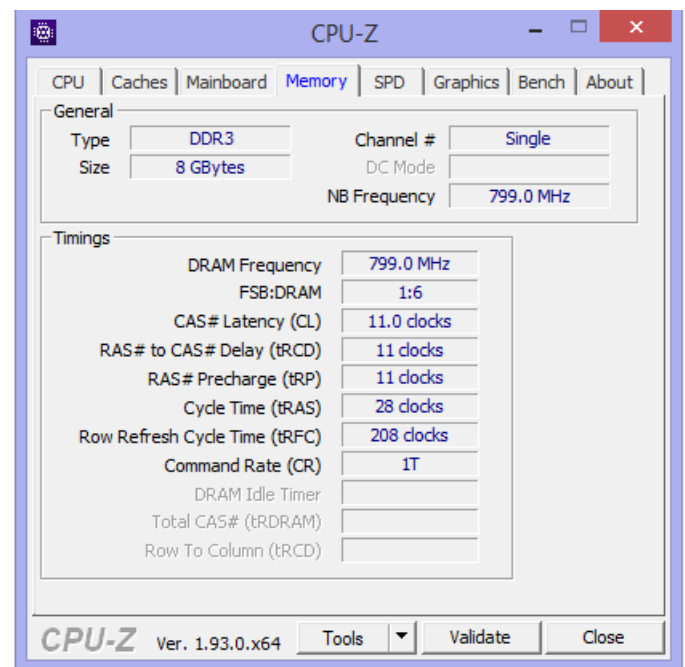 CPU-Z
CPU Caches Mainboard Memory SPD Graphics Bench About
General
Type DDR3 Channel # Single
Size 8 GBytes DC Mode
NB Frequency 799.0 MHz
Timings
DRAM Frequency 799.0 MHz
FSB:DRAM 1:6
CAS# Latency (CL) 11.0 clocks
RAS# to CAS# Delay (tRCD) 11 clocks
RAS# Precharge (tRP) 11 clocks
Cycle Time (tRAS) 28 clocks
Row Refresh Cycle Time (tRFC) 208 clocks
Command Rate (CR) 1T
DRAM Idle Timer
Total CAS# (tRDRAM)
Row To Column (tRCD)
CPU-Z Ver. 1.93.0.x64 Tools Validate Close